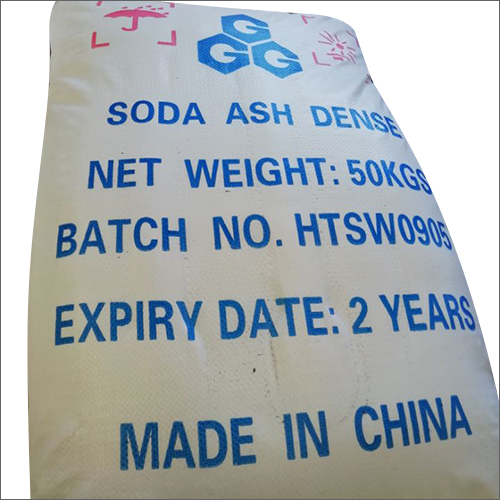 G
G G
SODA ASH DENSE
NET WEIGHT: 50KGS
BATCH NO. HTSW0905
EXPIRY DATE: 2 YEARS
MADE IN CHINA